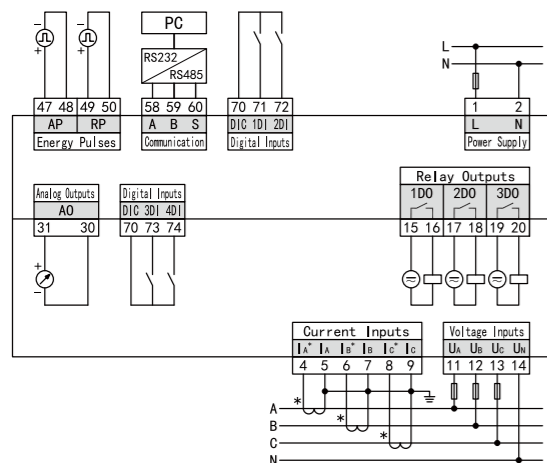 PC
RS232
RS485
L
N
47 48 49 50
AP RP
Energy Pulses
58 59 60
A B S
Communication
70 71 72
DIC 1DI 2DI
Digital Inputs
1 2
L N
Power Supply
Analog Outputs
AO
31 30
Digital Inputs
DIC 3DI 4DI
70 73 74
Relay Outputs
1DO 2DO 3DO
15 16 17 18 19 20
Current Inputs
IA* IA IB* IB IC* IC
4 5 6 7 8 9
Voltage Inputs
UA UB UC UN
11 12 13 14
A
B
C
N